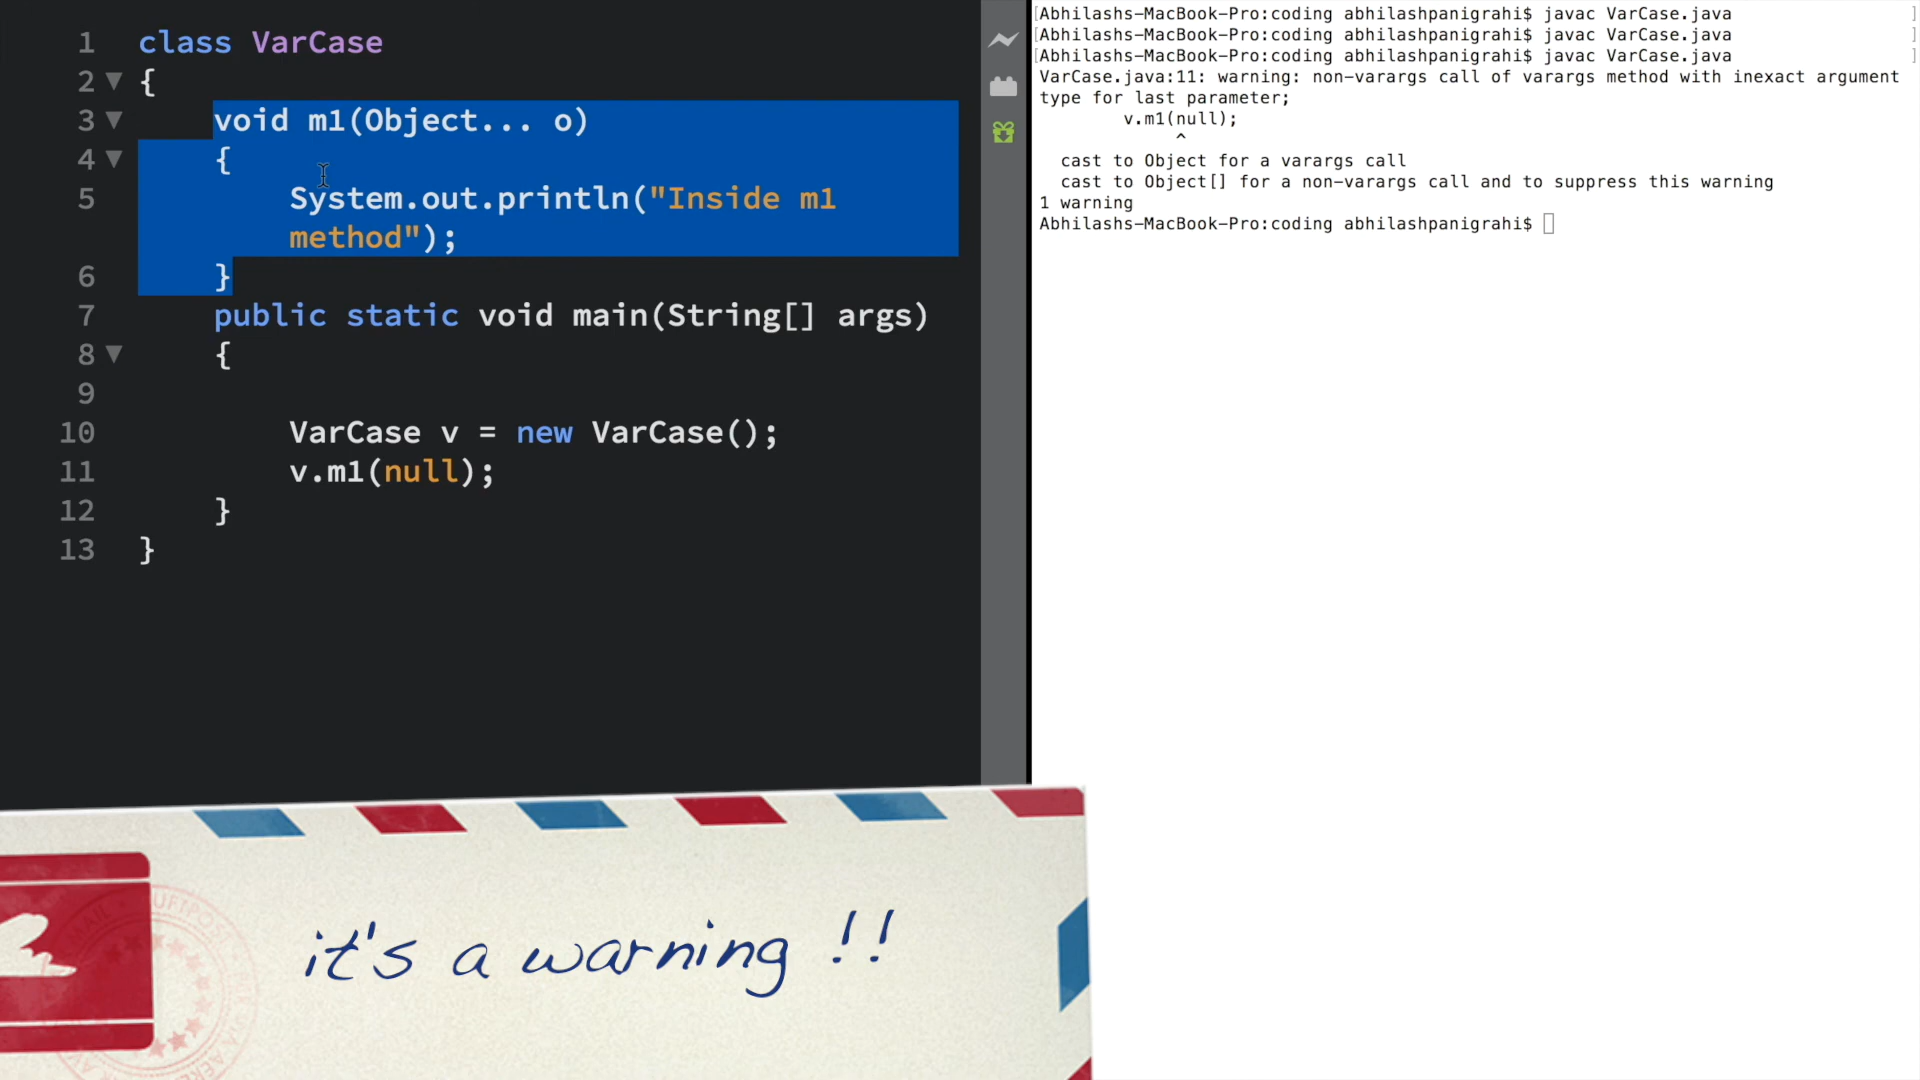 1 class VarCase
2 {
3 void m1(Object... o)
4 {
5 System.out.println("Inside m1
method");
6 }
7 public static void main(String[] args)
8 {
9
10 VarCase v = new VarCase();
11 v.m1(null);
12 }
13 }
[Abhilashs-MacBook-Pro:coding abhilashpanigrahi$ javac VarCase.java ]
[Abhilashs-MacBook-Pro:coding abhilashpanigrahi$ javac VarCase.java ]
[Abhilashs-MacBook-Pro:coding abhilashpanigrahi$ javac VarCase.java ]
VarCase.java:11: warning: non-varargs call of varargs method with inexact argument
type for last parameter;
v.m1(null);
^
cast to Object for a varargs call
cast to Object[] for a non-varargs call and to suppress this warning
1 warning
Abhilashs-MacBook-Pro:coding abhilashpanigrahi$
it's a warning !!